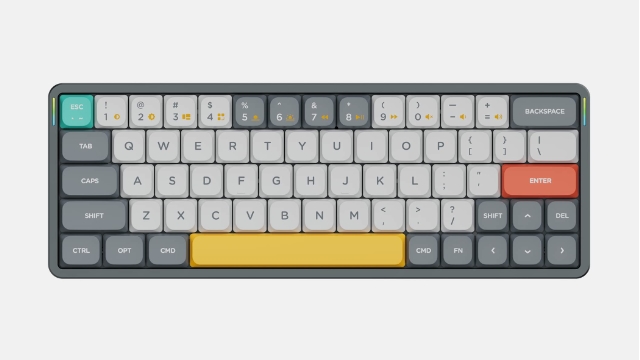 ESC ! @ # $ % ^ & * ( ) — +
` ~ 1 2 3 4 5 6 7 8 9 0 - = BACKSPACE
TAB Q W E R T Y U I O P { } |
[ ] \
CAPS A S D F G H J K L : " ENTER
; '
SHIFT Z X C V B N M < > ? SHIFT ^ DEL
, . /
CTRL OPT CMD CMD FN < ⌄ >